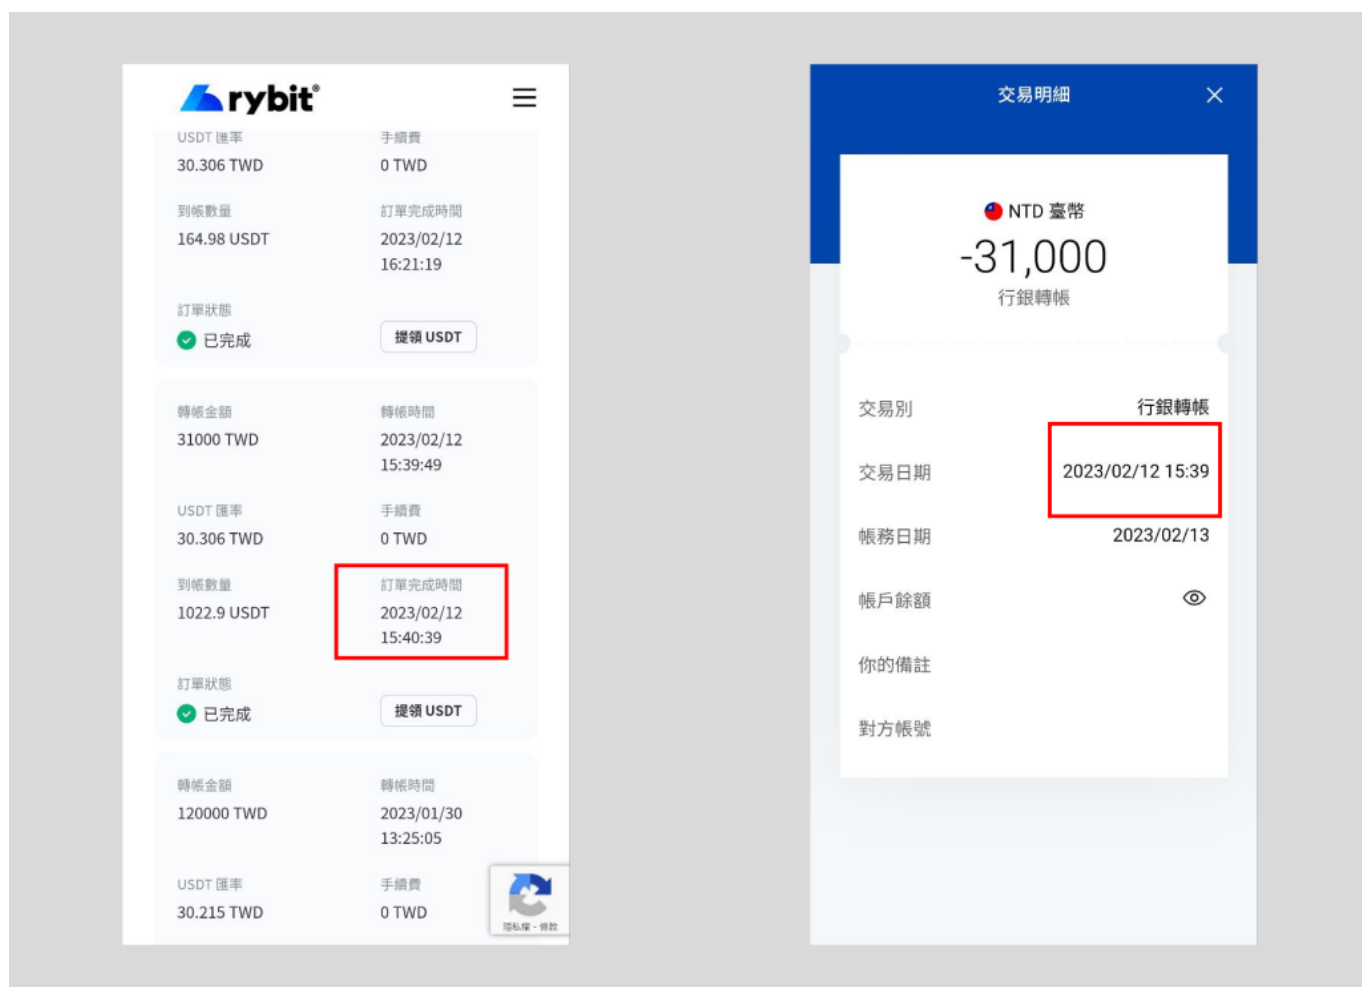 rybit®
USDT 匯率
手續費
30.306 TWD
0 TWD
到帳數量
訂單完成時間
164.98 USDT
2023/02/12
16:21:19
訂單狀態
已完成
提領 USDT
轉帳金額
轉帳時間
31000 TWD
2023/02/12
15:39:49
USDT 匯率
手續費
30.306 TWD
0 TWD
到帳數量
訂單完成時間
1022.9 USDT
2023/02/12
15:40:39
訂單狀態
已完成
提領 USDT
轉帳金額
轉帳時間
120000 TWD
2023/01/30
13:25:05
USDT 匯率
手續費
30.215 TWD
0 TWD
隱私權 - 條款
交易明細
NTD 臺幣
-31,000
行銀轉帳
交易別
行銀轉帳
交易日期
2023/02/12 15:39
帳務日期
2023/02/13
帳戶餘額
你的備註
對方帳號